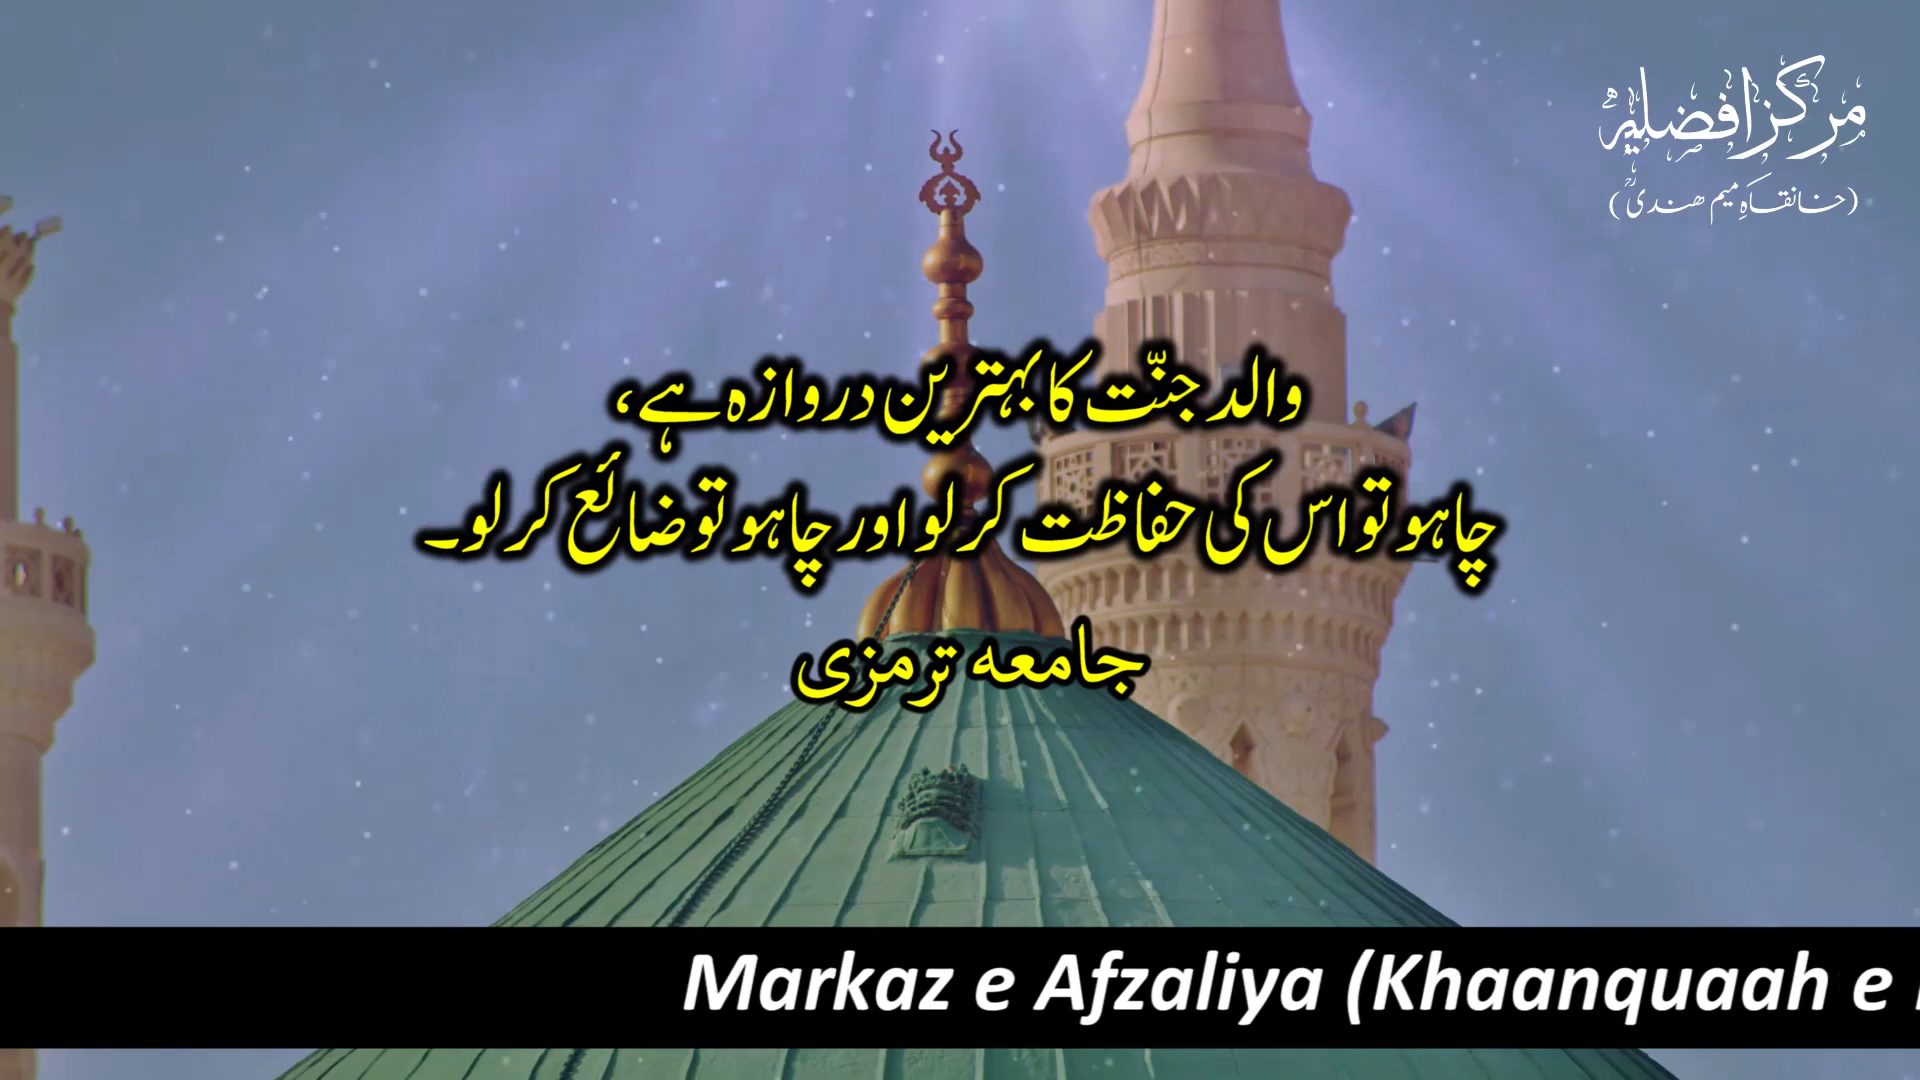 مرکز افضلیہ
(خانقاہِ میم ھندیؒ)
والد جنّت کا بہترین دروازہ ہے،
چاہو تو اس کی حفاظت کر لو اور چاہو تو ضائع کر لو۔
جامعہ ترمزی
Markaz e Afzaliya (Khaanquaah e